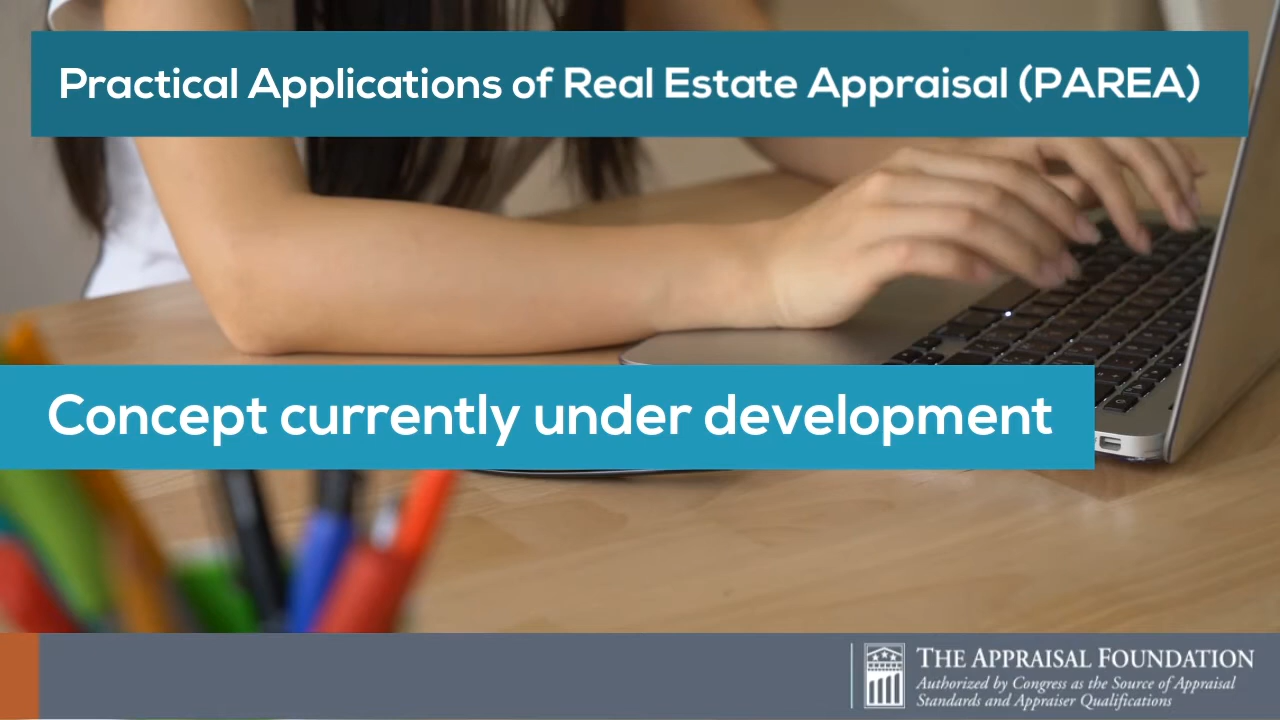 Practical Applications of Real Estate Appraisal (PAREA)
Concept currently under development
THE APPRAISAL FOUNDATION
Authorized by Congress as the Source of Appraisal
Standards and Appraiser Qualifications